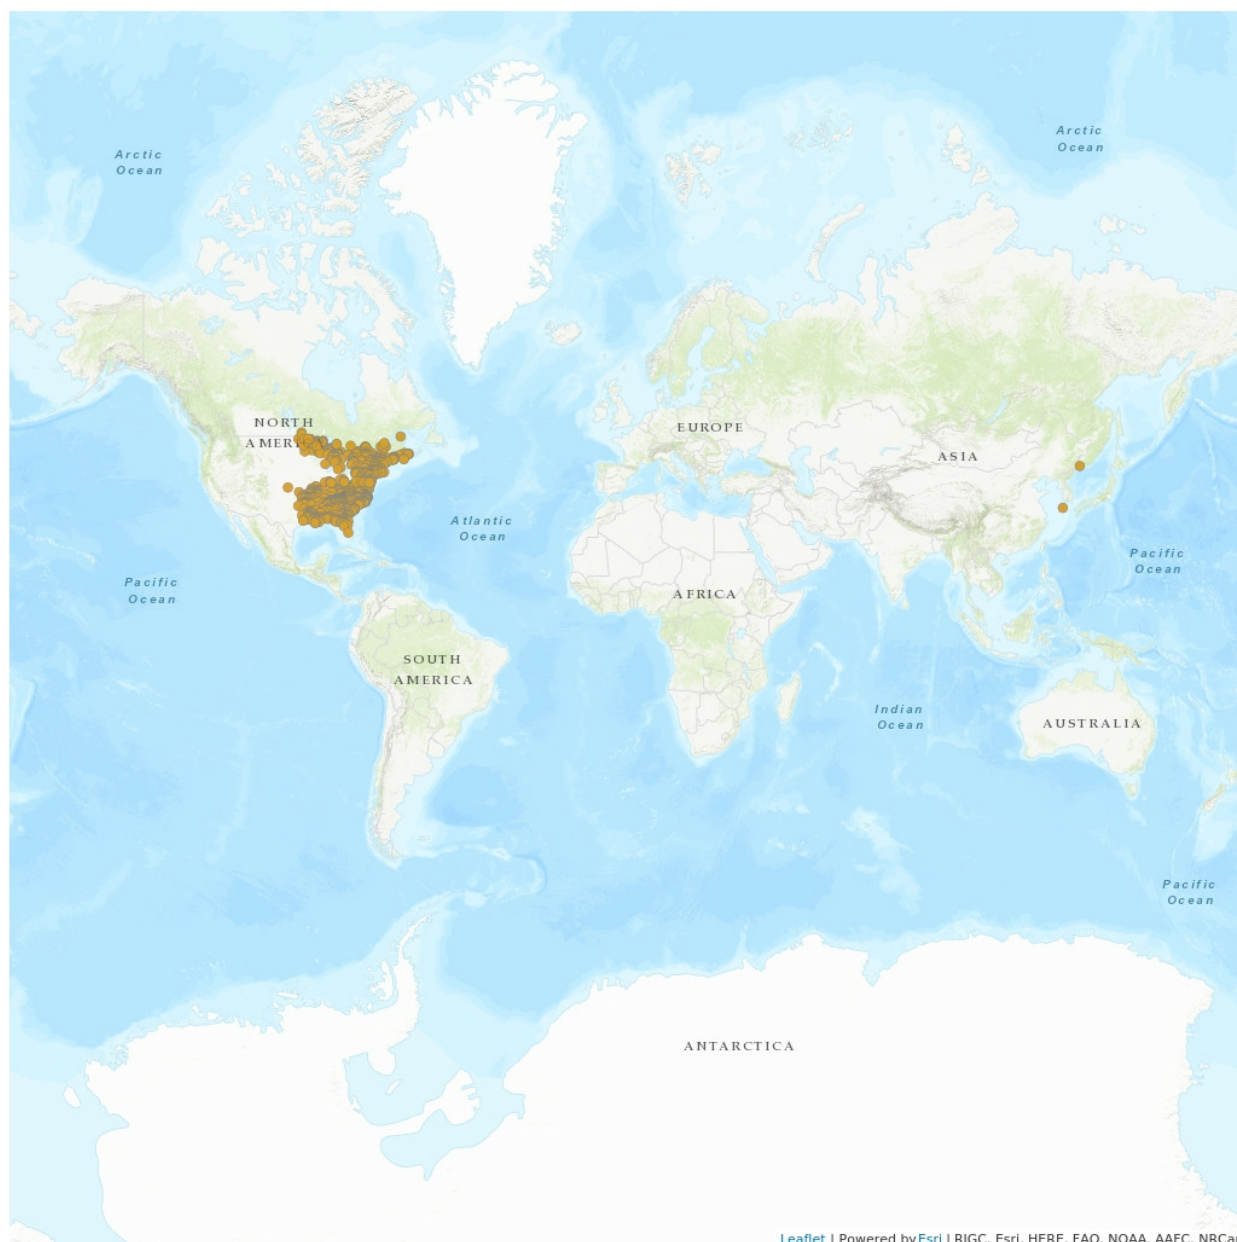 Arctic
Ocean
Arctic
Ocean
NORTH
AMERI
EUROPE
ASIA
Atlantic
Ocean
Pacific
Ocean
Pacific
Ocean
AFRICA
SOUTH
AMERICA
Indian
Ocean
AUSTRALIA
Pacific
Ocean
ANTARCTICA
Leaflet | Powered by Esri | RIGC, Esri, HERE, FAO, NOAA, AAFC, NRCan